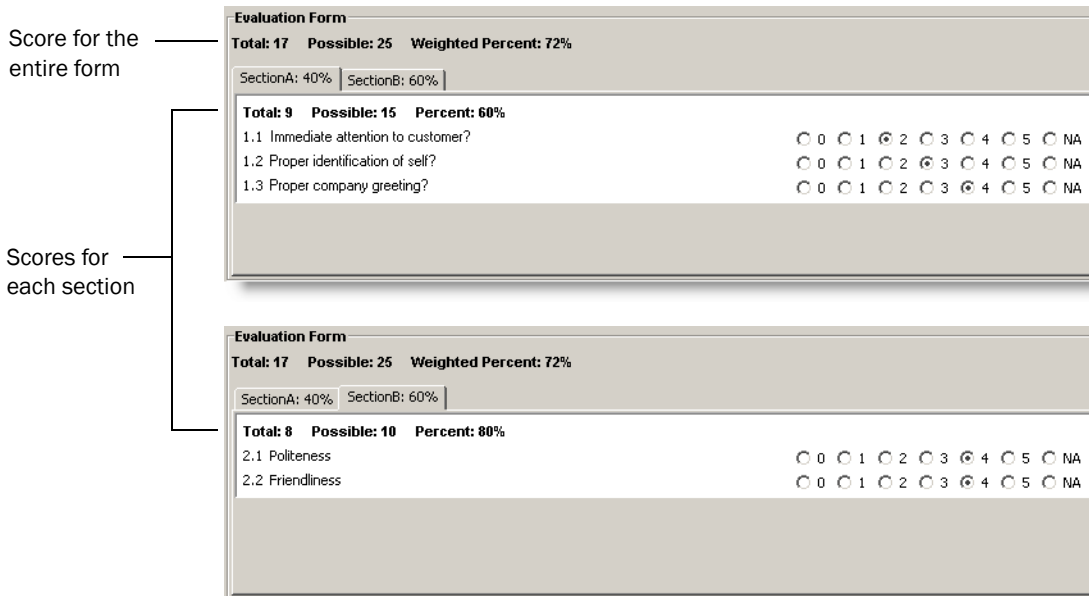 Score for the
entire form
Evaluation Form
Total: 17 Possible: 25 Weighted Percent: 72%
SectionA: 40% SectionB: 60%
Total: 9 Possible: 15 Percent: 60%
1.1 Immediate attention to customer? 0 1 2 3 4 5 NA
1.2 Proper identification of self? 0 1 2 3 4 5 NA
1.3 Proper company greeting? 0 1 2 3 4 5 NA
Scores for
each section
Evaluation Form
Total: 17 Possible: 25 Weighted Percent: 72%
SectionA: 40% SectionB: 60%
Total: 8 Possible: 10 Percent: 80%
2.1 Politeness 0 1 2 3 4 5 NA
2.2 Friendliness 0 1 2 3 4 5 NA